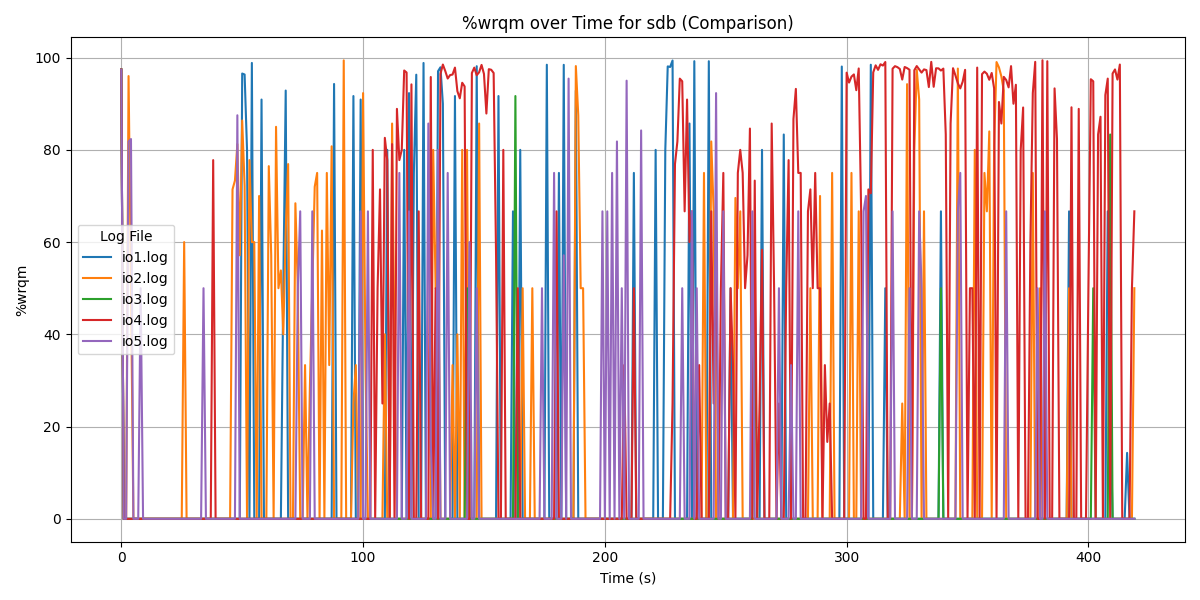 %wrqm over Time for sdb (Comparison)
100
80
60
40
20
0
%wrqm
Log File
io1.log
io2.log
io3.log
io4.log
io5.log
0
100
200
300
400
Time (s)